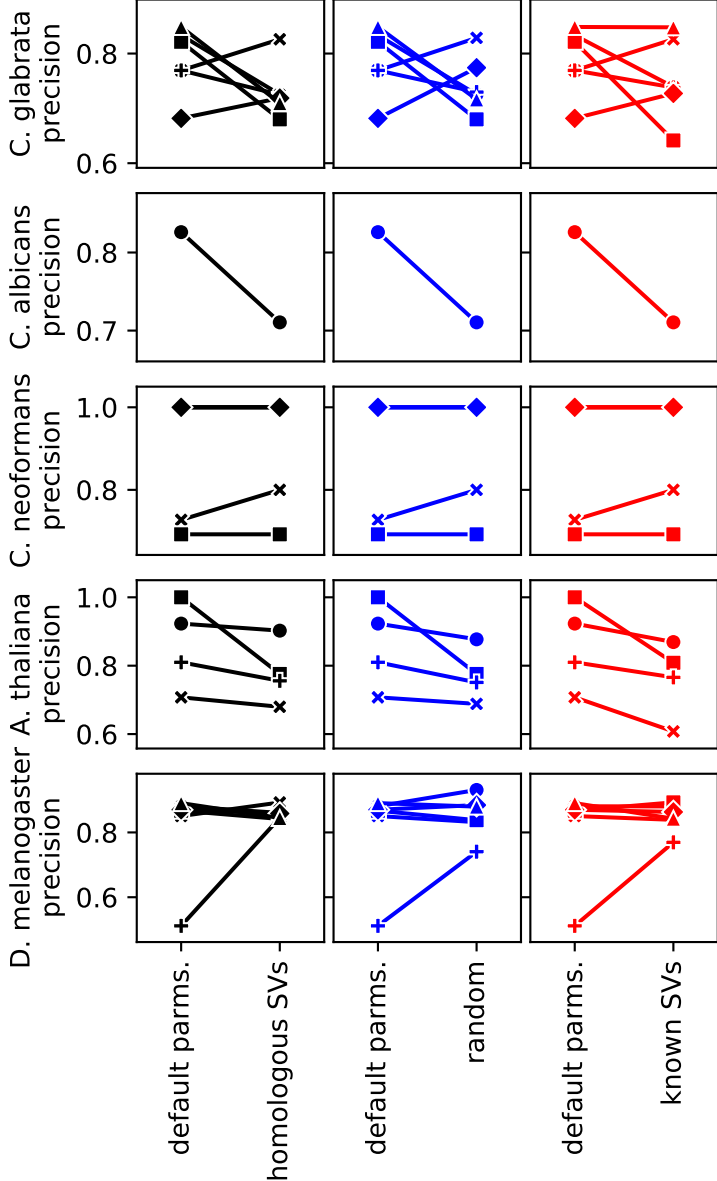 C. glabrata
precision
0.8
0.6
C. albicans
precision
0.8
0.7
C. neoformans
precision
1.0
0.8
A. thaliana
precision
1.0
0.8
0.6
D. melanogaster
precision
0.8
0.6
default parms.
homologous SVs
default parms.
random
default parms.
known SVs